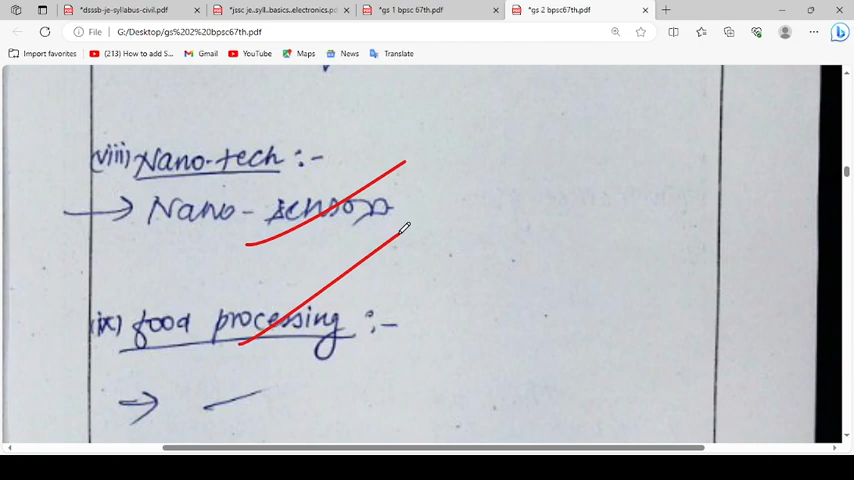 *dsssb-je-syllabus-civil.pdf
*jssc je.syll..basics..electronics.p
*gs 1 bpsc 67th.pdf
*gs 2 bpsc67th.pdf
File
G:/Desktop/gs%202%20bpsc67th.pdf
Import favorites
(213) How to add S...
Gmail
YouTube
Maps
News
Translate
(viii) Nano-tech :-
→ Nano-sensors
(ix) food processing :-
→